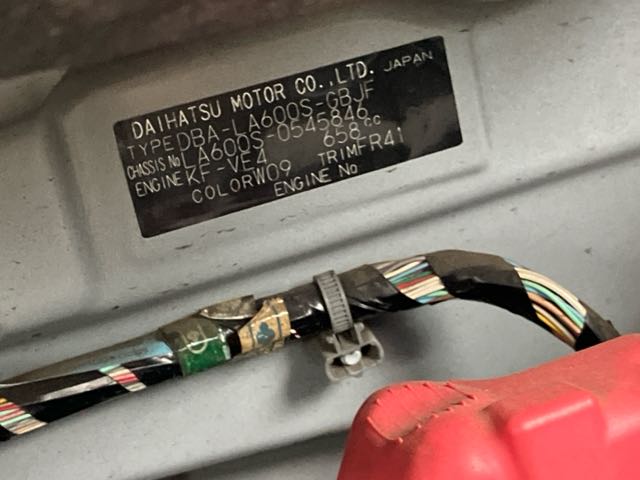 DAIHATSU MOTOR CO.,LTD. JAPAN
TYPE DBA-LA600S-GBJF
CHASSIS No LA600S-0545846
ENGINE KF-VE4 658cc
COLOR W09 TRIM FR41
ENGINE No